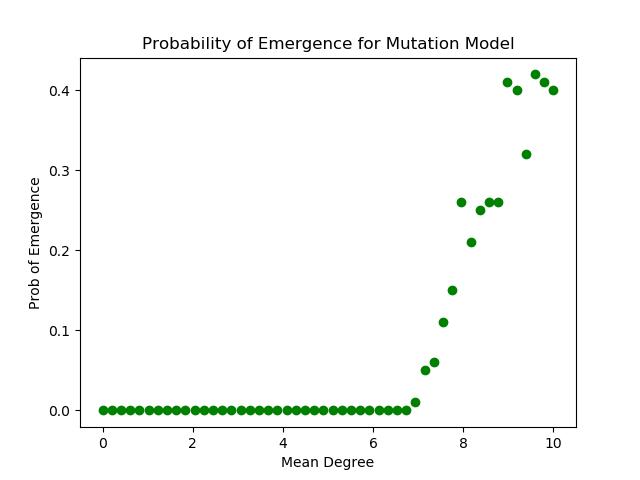 Probability of Emergence for Mutation Model
Prob of Emergence
0.4
0.3
0.2
0.1
0.0
0 2 4 6 8 10
Mean Degree